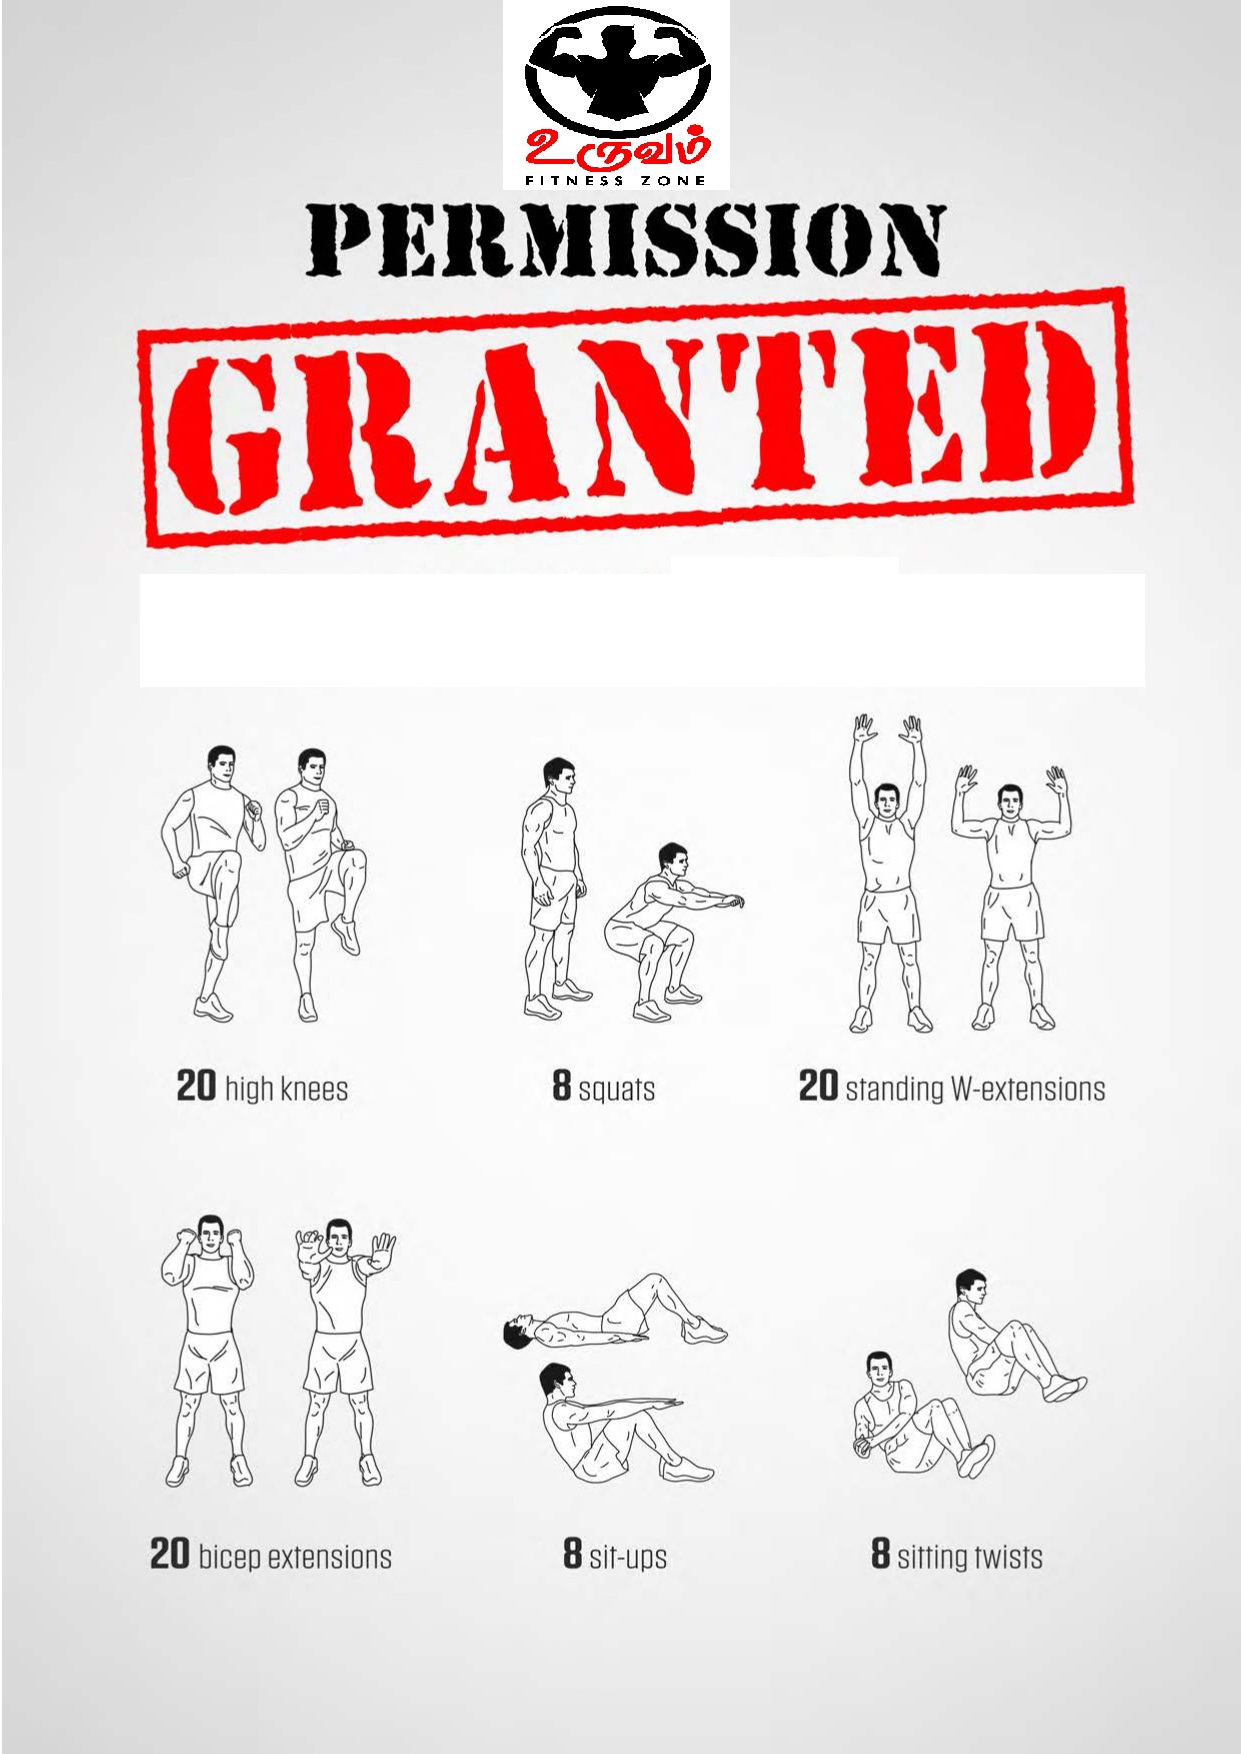 உருவம்
FITNESS ZONE
PERMISSION
GRANTED
20 high knees
8 squats
20 standing W-extensions
20 bicep extensions
8 sit-ups
8 sitting twists